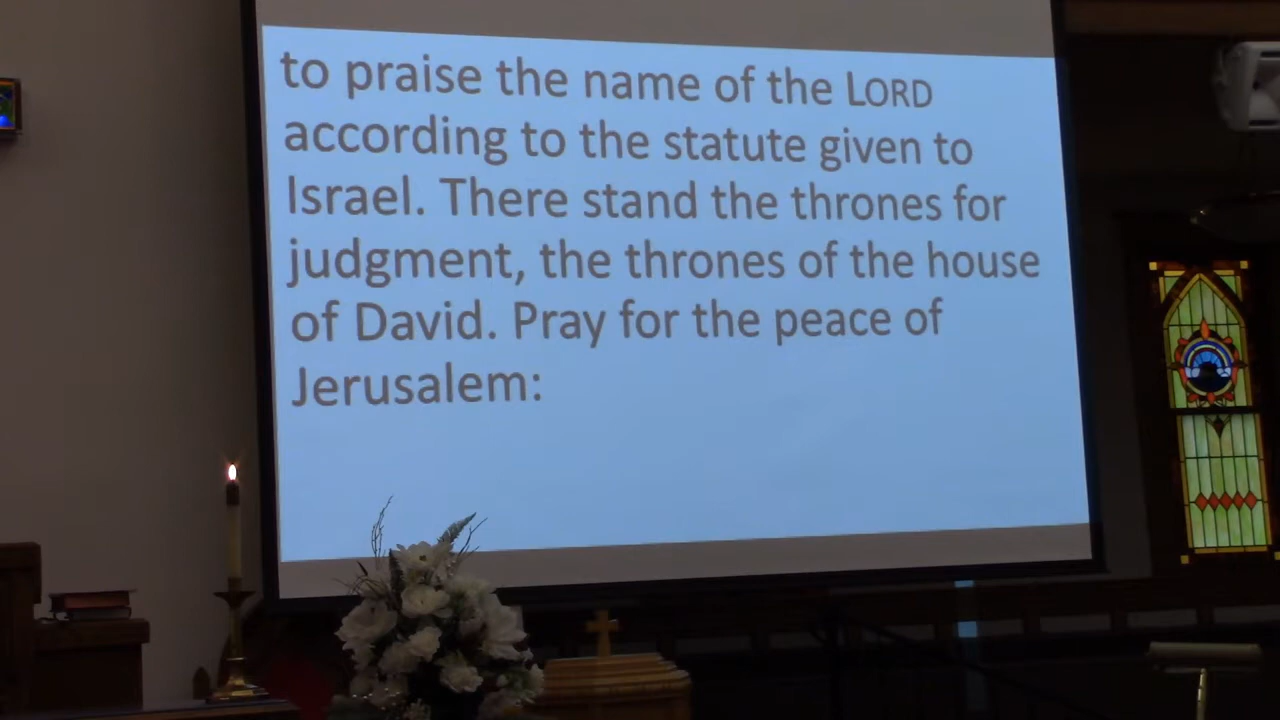 to praise the name of the LORD
according to the statute given to
Israel. There stand the thrones for
judgment, the thrones of the house
of David. Pray for the peace of
Jerusalem: